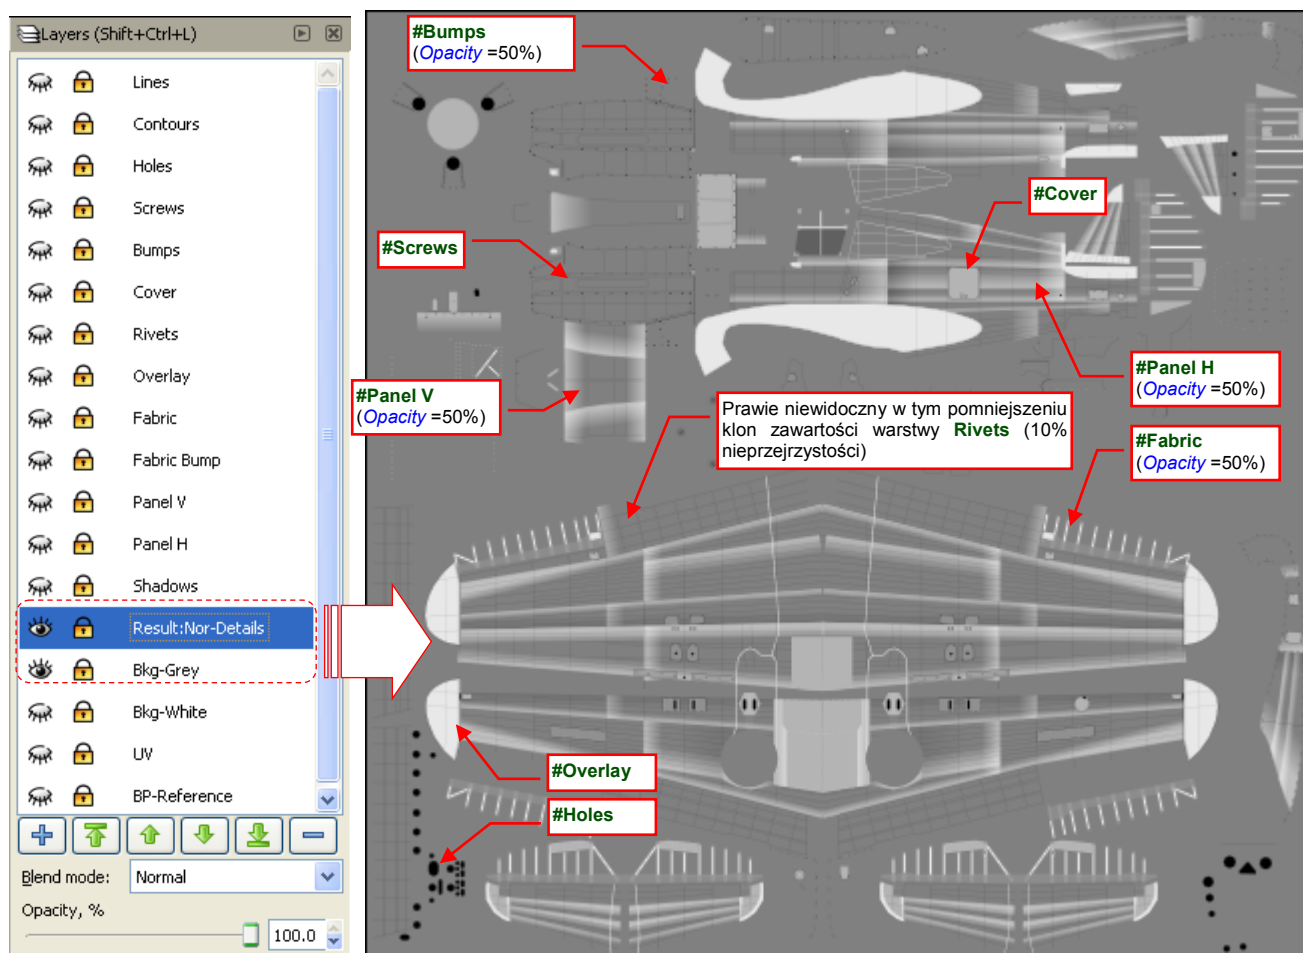 Layers (Shift+Ctrl+L)
Lines
Contours
Holes
Screws
Bumps
Cover
Rivets
Overlay
Fabric
Fabric Bump
Panel V
Panel H
Shadows
Result:Nor-Details
Bkg-Grey
Bkg-White
UV
BP-Reference
Blend mode: Normal
Opacity, %
100.0
#Bumps
(Opacity =50%)
#Cover
#Screws
#Panel H
(Opacity =50%)
#Panel V
(Opacity =50%)
Prawie niewidoczny w tym pomniejszeniu
klon zawartości warstwy Rivets (10%
nieprzejrzystości)
#Fabric
(Opacity =50%)
#Overlay
#Holes